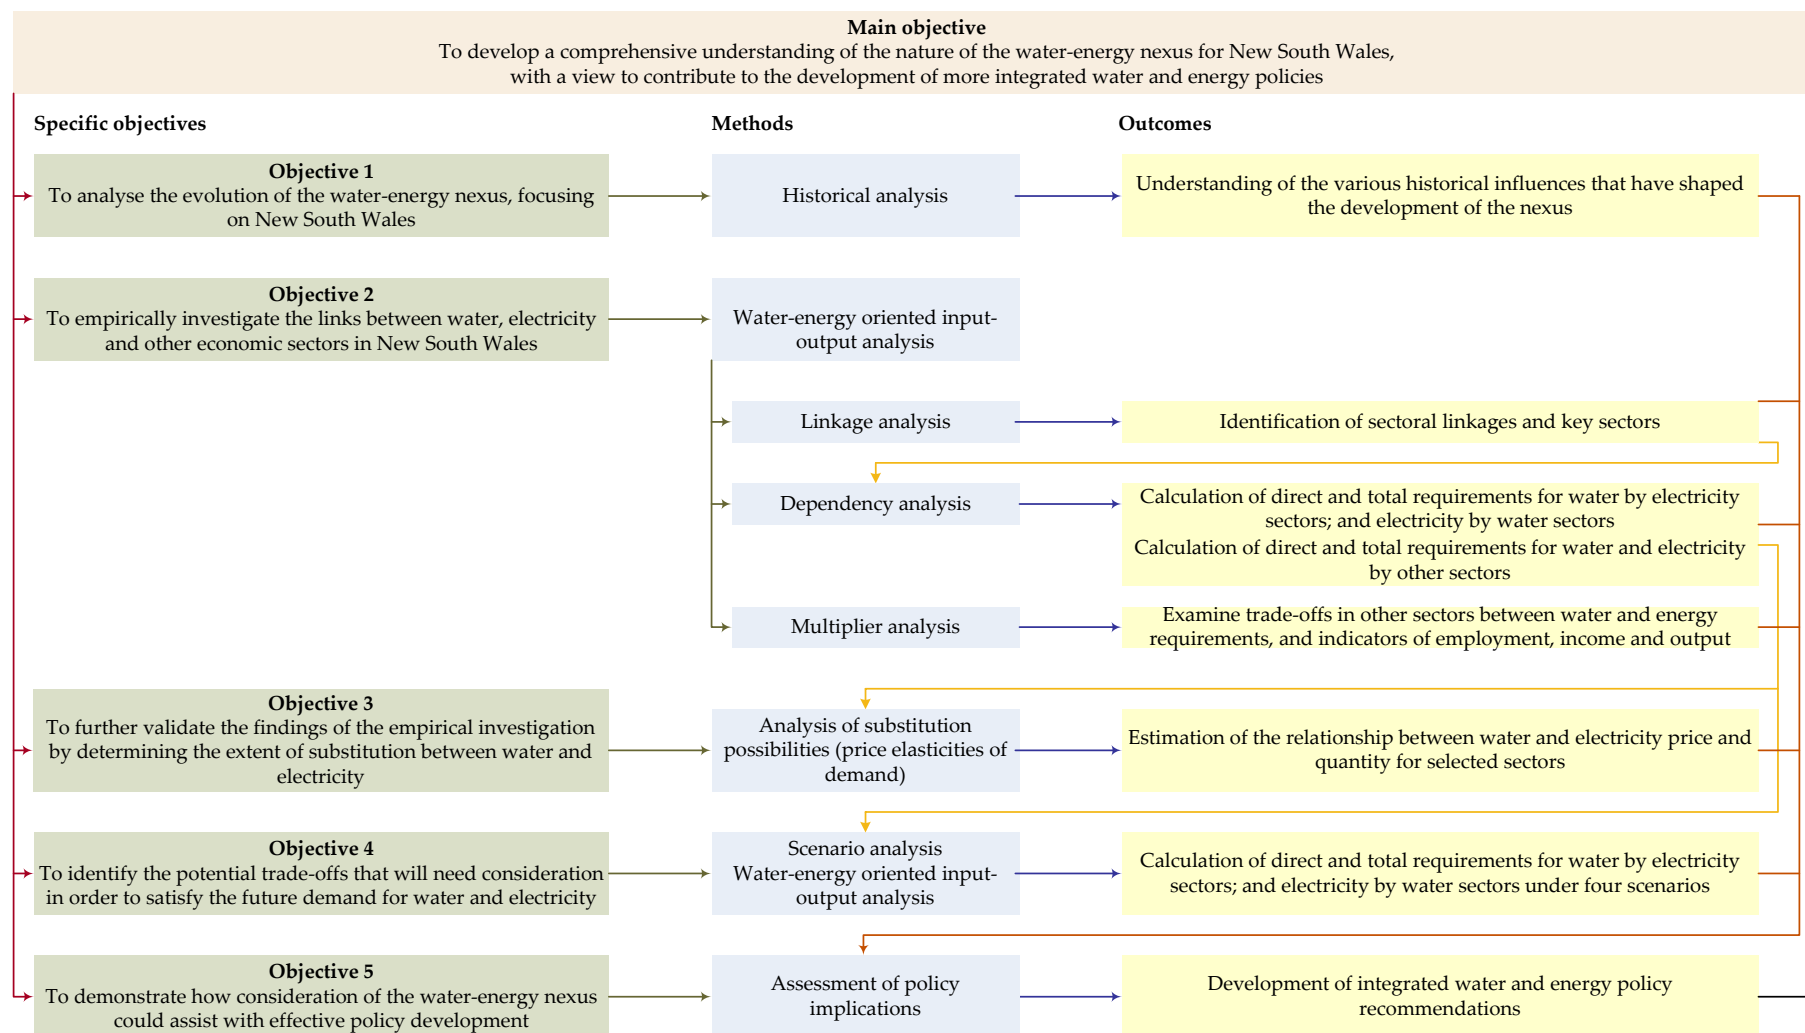 Main objective
To develop a comprehensive understanding of the nature of the water-energy nexus for New South Wales,
with a view to contribute to the development of more integrated water and energy policies
Specific objectives
Methods
Outcomes
Objective 1
To analyse the evolution of the water-energy nexus, focusing
on New South Wales
Historical analysis
Understanding of the various historical influences that have shaped
the development of the nexus
Objective 2
To empirically investigate the links between water, electricity
and other economic sectors in New South Wales
Water-energy oriented input-
output analysis
Linkage analysis
Identification of sectoral linkages and key sectors
Dependency analysis
Calculation of direct and total requirements for water by electricity
sectors; and electricity by water sectors
Calculation of direct and total requirements for water and electricity
by other sectors
Multiplier analysis
Examine trade-offs in other sectors between water and energy
requirements, and indicators of employment, income and output
Objective 3
To further validate the findings of the empirical investigation
by determining the extent of substitution between water and
electricity
Analysis of substitution
possibilities (price elasticities of
demand)
Estimation of the relationship between water and electricity price and
quantity for selected sectors
Objective 4
To identify the potential trade-offs that will need consideration
in order to satisfy the future demand for water and electricity
Scenario analysis
Water-energy oriented input-
output analysis
Calculation of direct and total requirements for water by electricity
sectors; and electricity by water sectors under four scenarios
Objective 5
To demonstrate how consideration of the water-energy nexus
could assist with effective policy development
Assessment of policy
implications
Development of integrated water and energy policy
recommendations